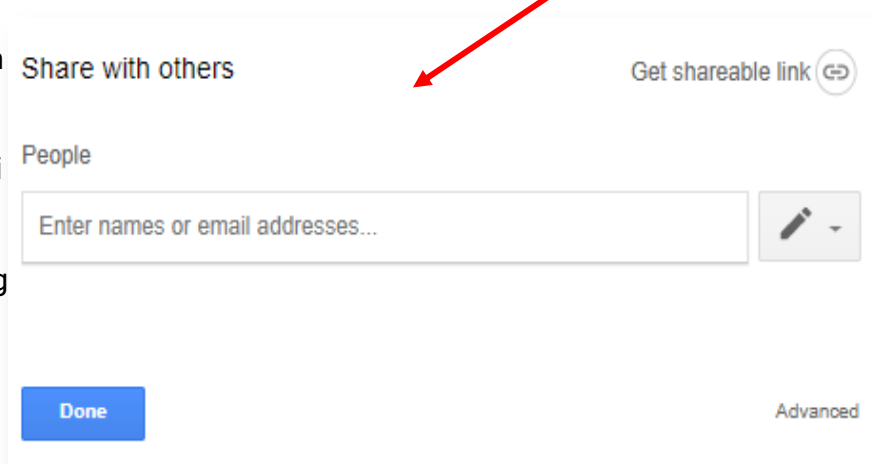 Share with others
Get shareable link
People
Enter names or email addresses...
Done
Advanced